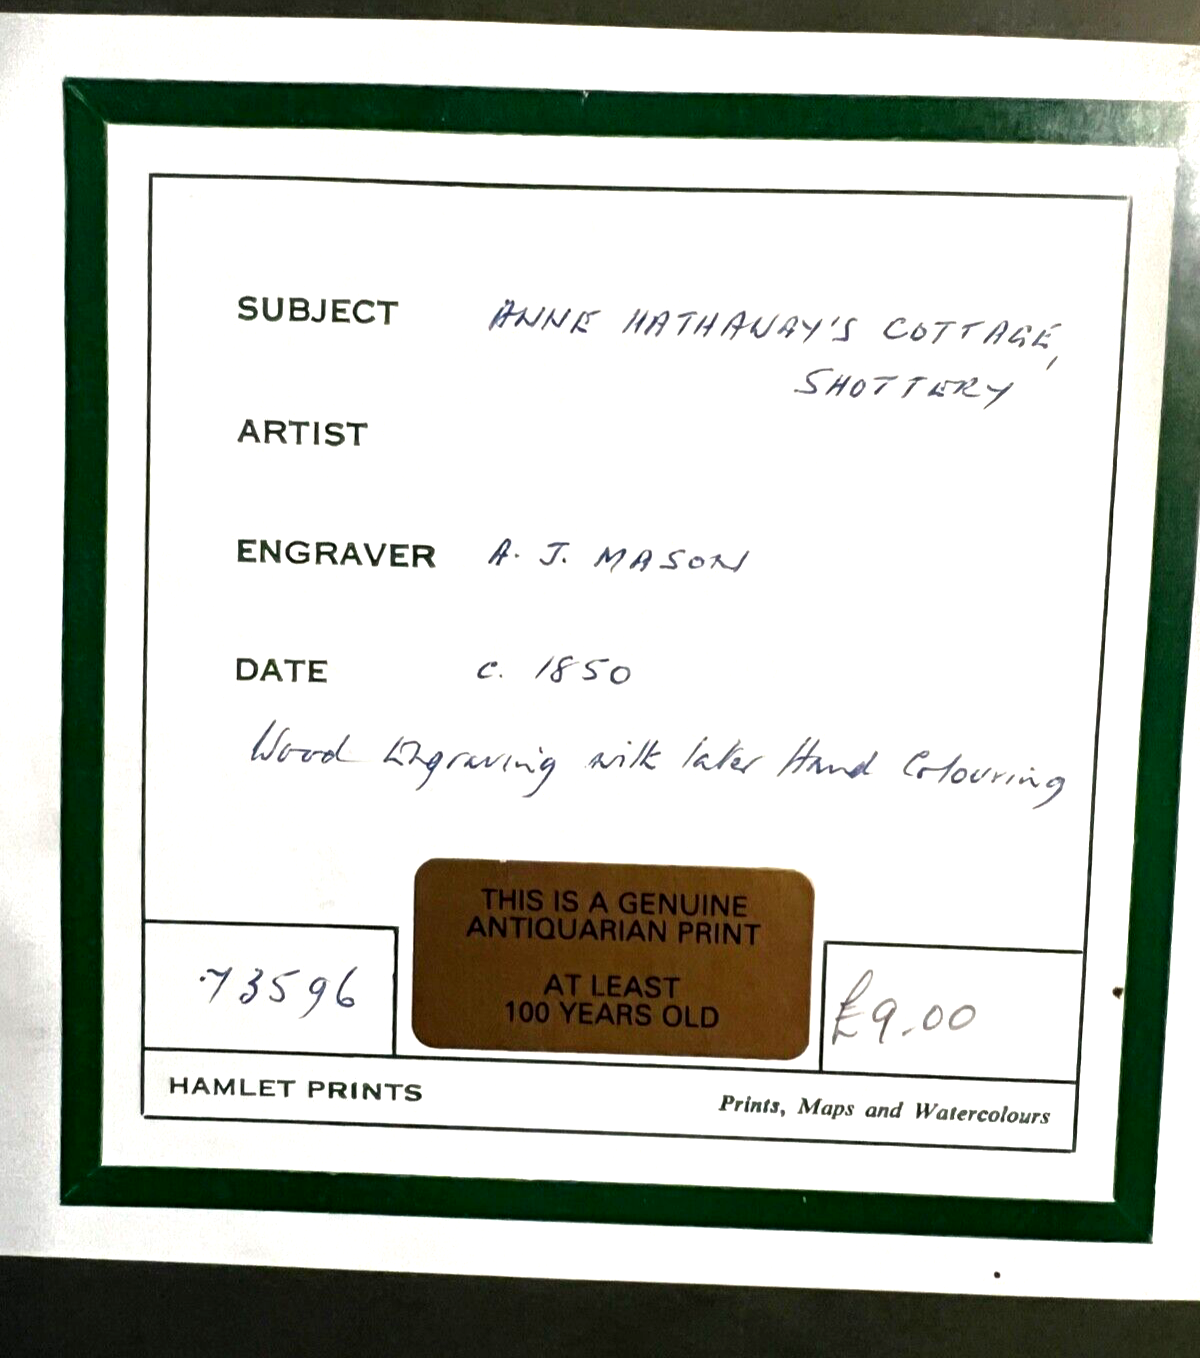 SUBJECT ANNE HATHAWAY'S COTTAGE,
SHOTTERY
ARTIST
ENGRAVER A. J. MASON
DATE c. 1850
Wood Engraving with later Hand Colouring
THIS IS A GENUINE
ANTIQUARIAN PRINT
AT LEAST
100 YEARS OLD
73596
£9.00
HAMLET PRINTS
Prints, Maps and Watercolours